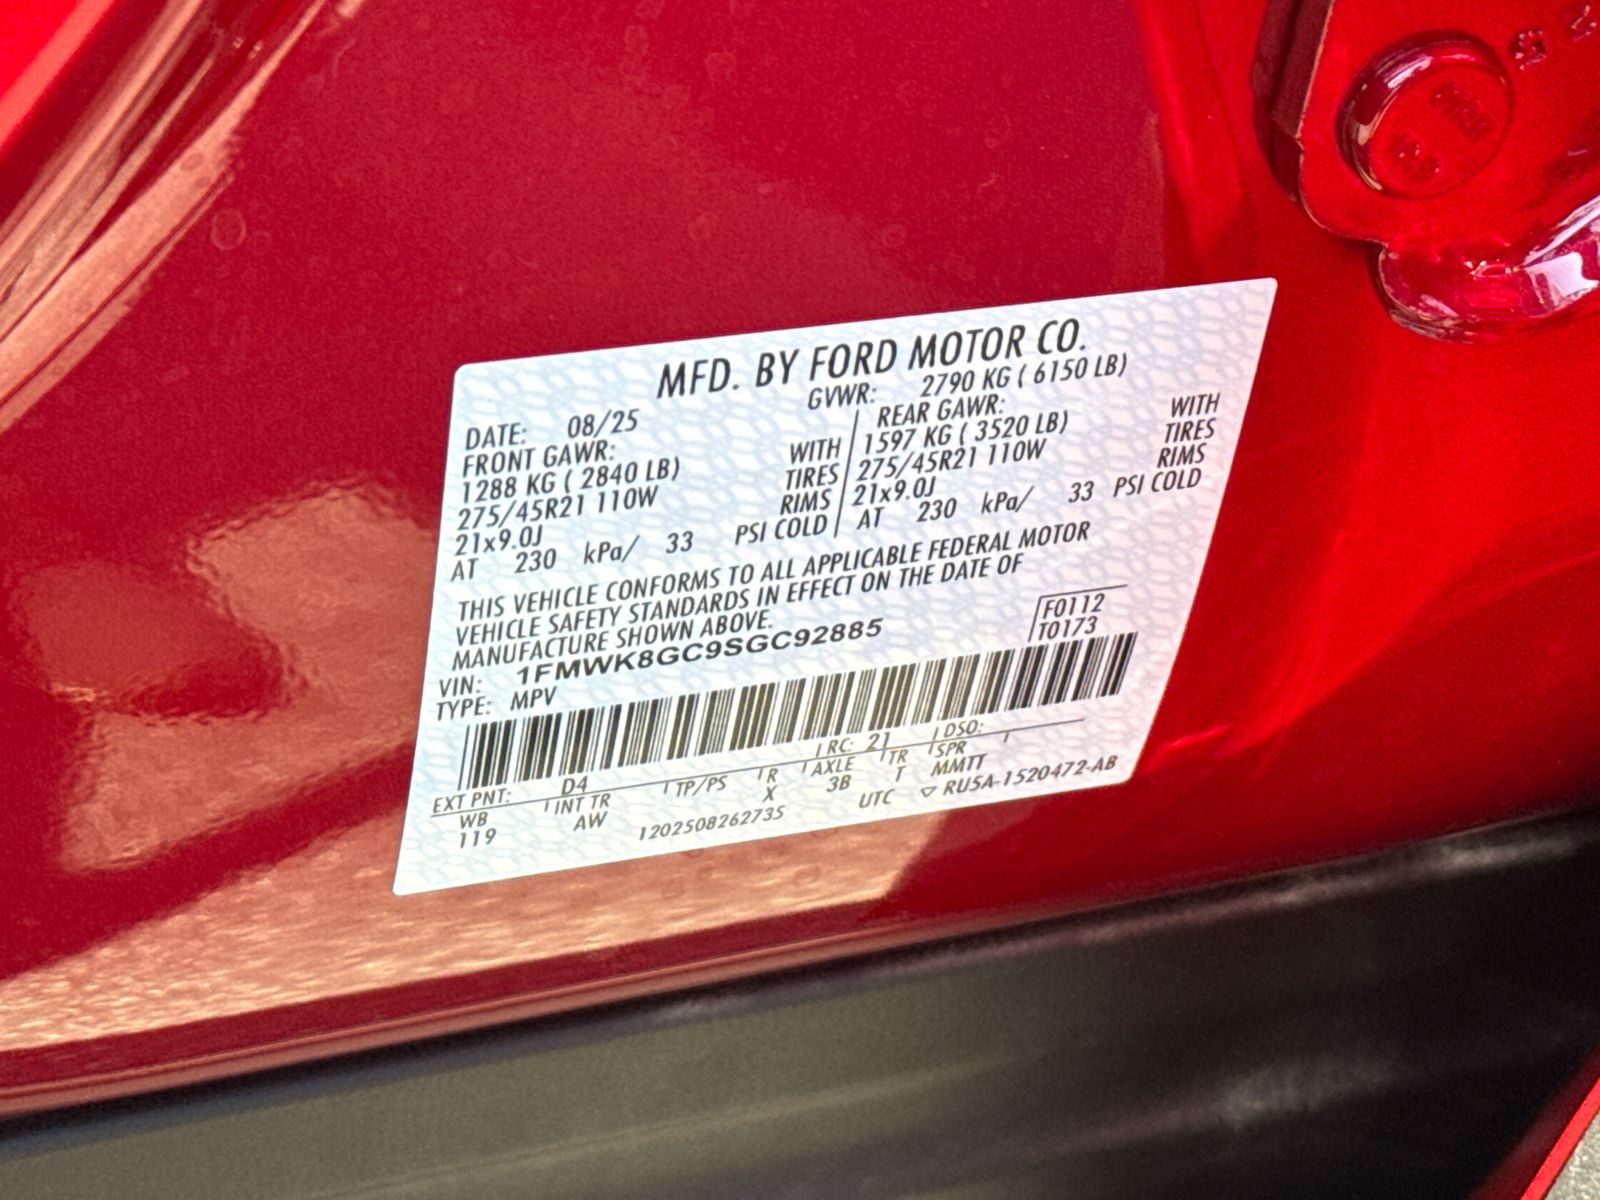 MFD. BY FORD MOTOR CO.
DATE: 08/25 GVWR: 2790 KG ( 6150 LB)
FRONT GAWR: REAR GAWR:
1288 KG ( 2840 LB) WITH 1597 KG ( 3520 LB) WITH
275/45R21 110W TIRES 275/45R21 110W TIRES
21x9.0J RIMS 21x9.0J RIMS
AT 230 kPa/ 33 PSI COLD AT 230 kPa/ 33 PSI COLD
THIS VEHICLE CONFORMS TO ALL APPLICABLE FEDERAL MOTOR
VEHICLE SAFETY STANDARDS IN EFFECT ON THE DATE OF
MANUFACTURE SHOWN ABOVE.
VIN: 1FMWK8GC9SGC92885 F0112
TYPE: MPV T0173
EXT PNT: D4 RC: 21 DSO:
WB INT TR TP/PS R AXLE TR SPR
119 AW X 3B T MMTT
1202508262735 UTC ▽ RU5A-1520472-AB